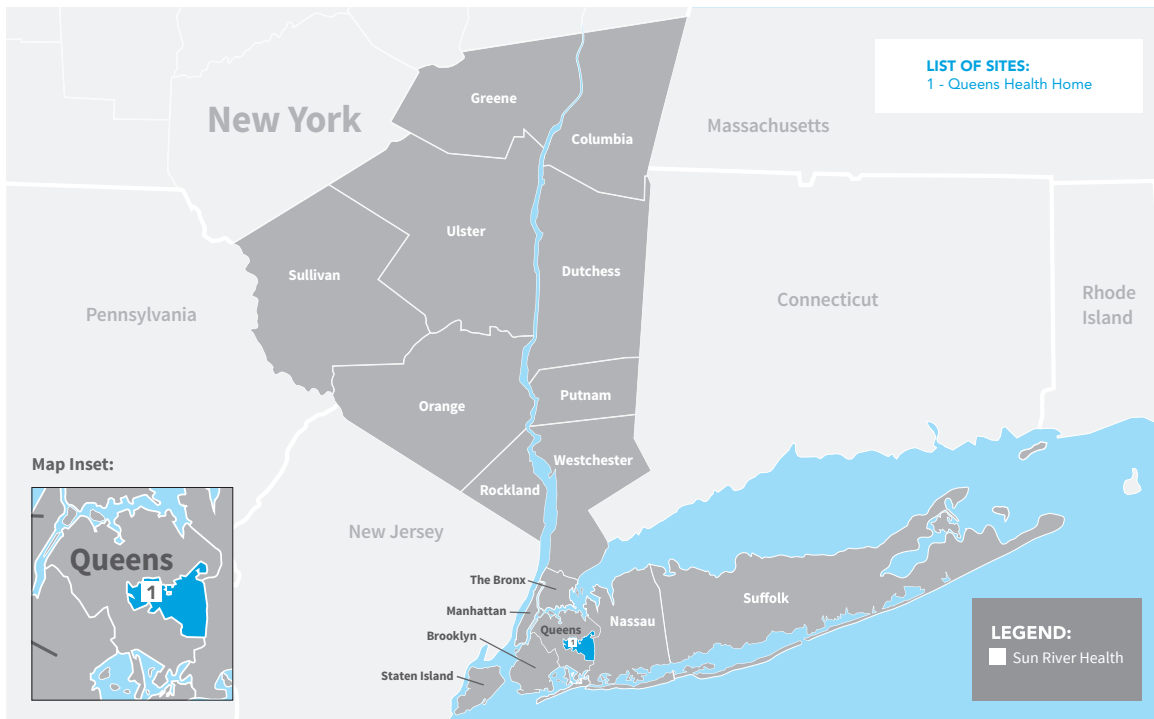 LIST OF SITES:
1 - Queens Health Home
New York
Massachusetts
Greene
Columbia
Ulster
Sullivan
Dutchess
Pennsylvania
Connecticut
Rhode
Island
Orange
Putnam
Westchester
Rockland
New Jersey
Map Inset:
Queens
1
The Bronx
Manhattan
Queens
1
Brooklyn
Staten Island
Nassau
Suffolk
LEGEND:
Sun River Health